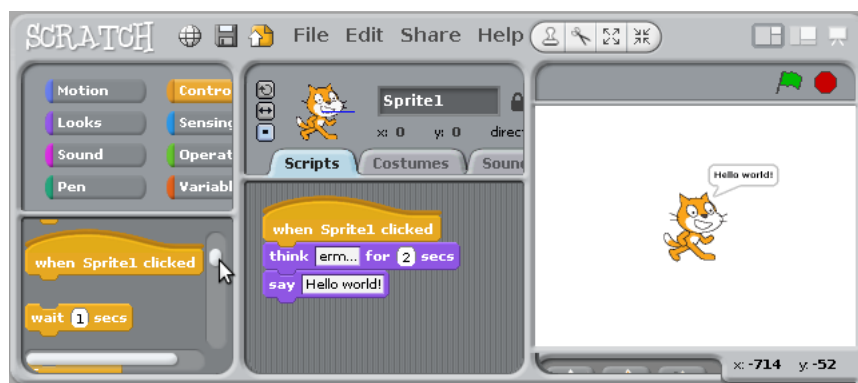 SCRATCH File Edit Share Help
Motion Contro
Looks Sensing
Sound Operat
Pen Variabl
when Sprite1 clicked
wait 1 secs
Sprite1
x: 0 y: 0 direc
Scripts Costumes Soun
when Sprite1 clicked
think erm... for 2 secs
say Hello world!
Hello world!
x: -714 y: -52